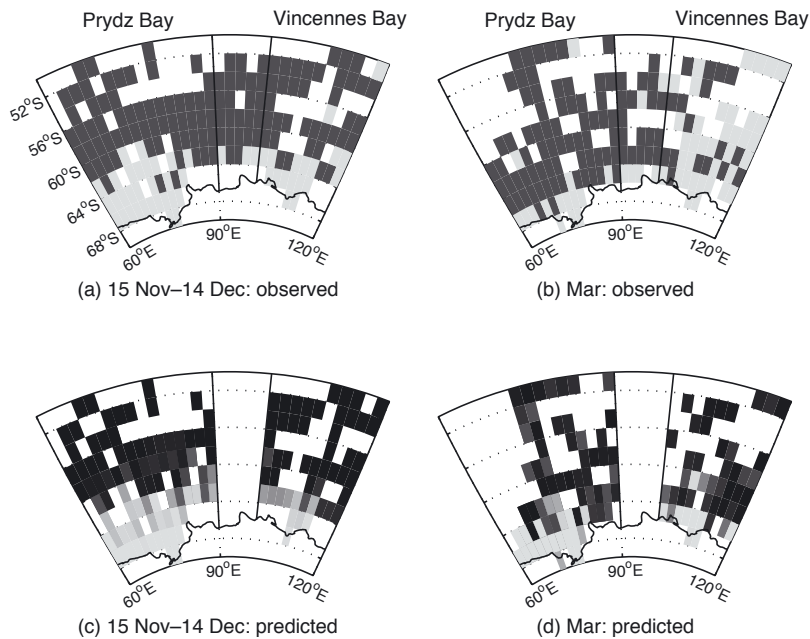 Prydz Bay Vincennes Bay
Prydz Bay Vincennes Bay
52°S
56°S
60°S
64°S
68°S
60°E
90°E
120°E
60°E
90°E
120°E
(a) 15 Nov–14 Dec: observed
(b) Mar: observed
60°E
90°E
120°E
60°E
90°E
120°E
(c) 15 Nov–14 Dec: predicted
(d) Mar: predicted